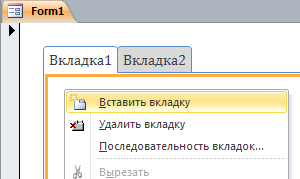 Form1
Вкладка1 Вкладка2
Вставить вкладку
Удалить вкладку
Последовательность вкладок...
Вырезать